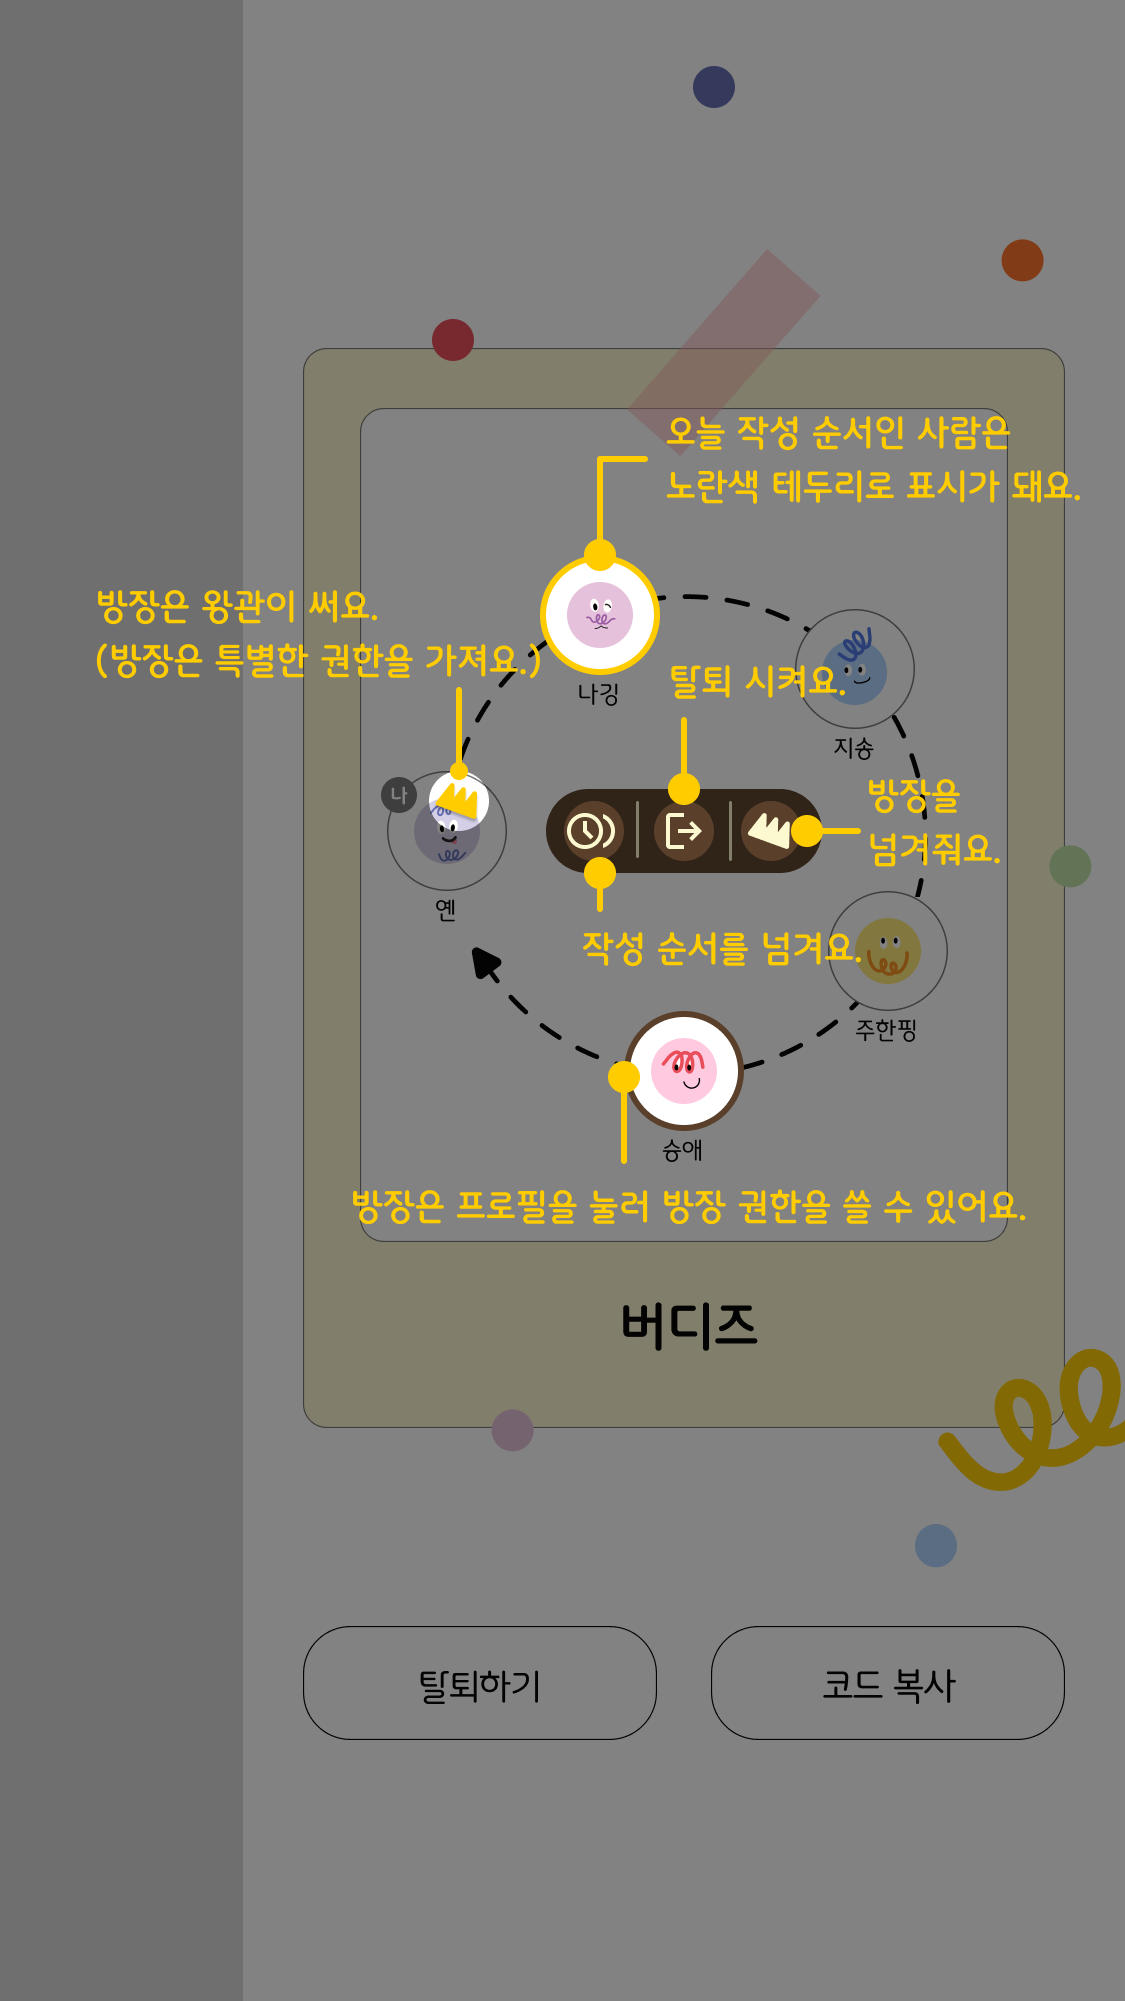 오늘 작성 순서인 사람은
노란색 테두리로 표시가 돼요.
방장은 왕관이 써요.
(방장은 특별한 권한을 가져요.)
나깅
탈퇴 시켜요.
지송
나
방장을
넘겨줘요.
옌
작성 순서를 넘겨요.
주한핑
승애
방장은 프로필을 눌러 방장 권한을 쓸 수 있어요.
버디즈
탈퇴하기
코드 복사